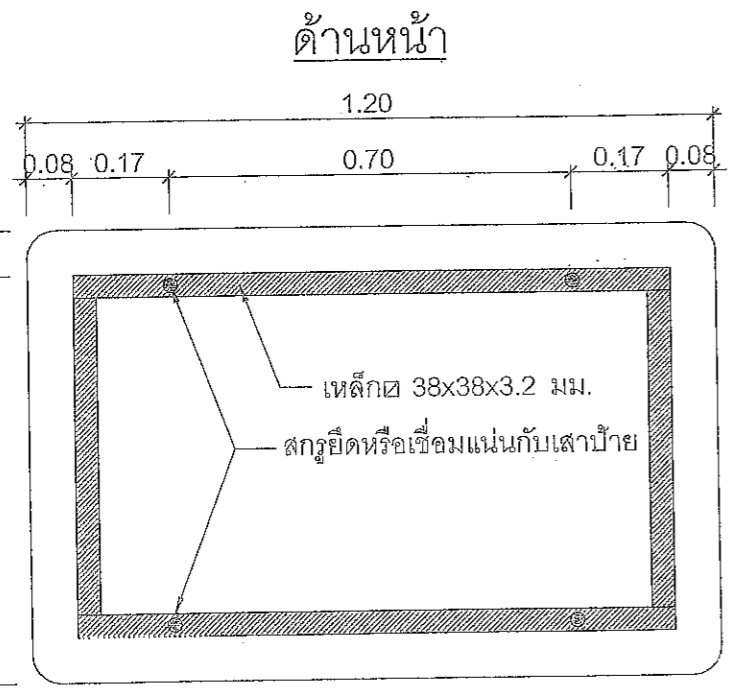 ด้านหน้า
1.20
0.08 0.17 0.70 0.17 0.08
เหล็ก 38x38x3.2 มม.
สกรูยึดหรือเชื่อมแน่นกับเสาป้าย